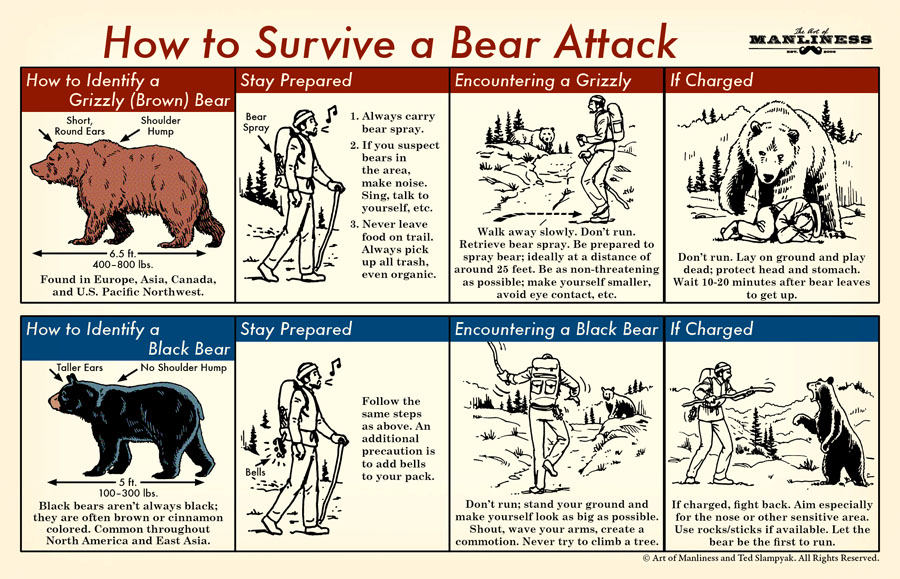 How to Survive a Bear Attack
The Art of
MANLINESS
EST. 2008
How to Identify a
Grizzly (Brown) Bear
Short,
Round Ears
Shoulder
Hump
6.5 ft.
400–800 lbs.
Found in Europe, Asia, Canada,
and U.S. Pacific Northwest.
Stay Prepared
Bear
Spray
1. Always carry
bear spray.
2. If you suspect
bears in
the area,
make noise.
Sing, talk to
yourself, etc.
3. Never leave
food on trail.
Always pick
up all trash,
even organic.
Encountering a Grizzly
Walk away slowly. Don't run.
Retrieve bear spray. Be prepared to
spray bear; ideally at a distance of
around 25 feet. Be as non-threatening
as possible; make yourself smaller,
avoid eye contact, etc.
If Charged
Don't run. Lay on ground and play
dead; protect head and stomach.
Wait 10-20 minutes after bear leaves
to get up.
How to Identify a
Black Bear
Taller Ears
No Shoulder Hump
5 ft.
100–300 lbs.
Black bears aren't always black;
they are often brown or cinnamon
colored. Common throughout
North America and East Asia.
Stay Prepared
Bells
Follow the
same steps
as above. An
additional
precaution is
to add bells
to your pack.
Encountering a Black Bear
Don't run; stand your ground and
make yourself look as big as possible.
Shout, wave your arms, create a
commotion. Never try to climb a tree.
If Charged
If charged, fight back. Aim especially
for the nose or other sensitive area.
Use rocks/sticks if available. Let the
bear be the first to run.
© Art of Manliness and Ted Slampyak. All Rights Reserved.